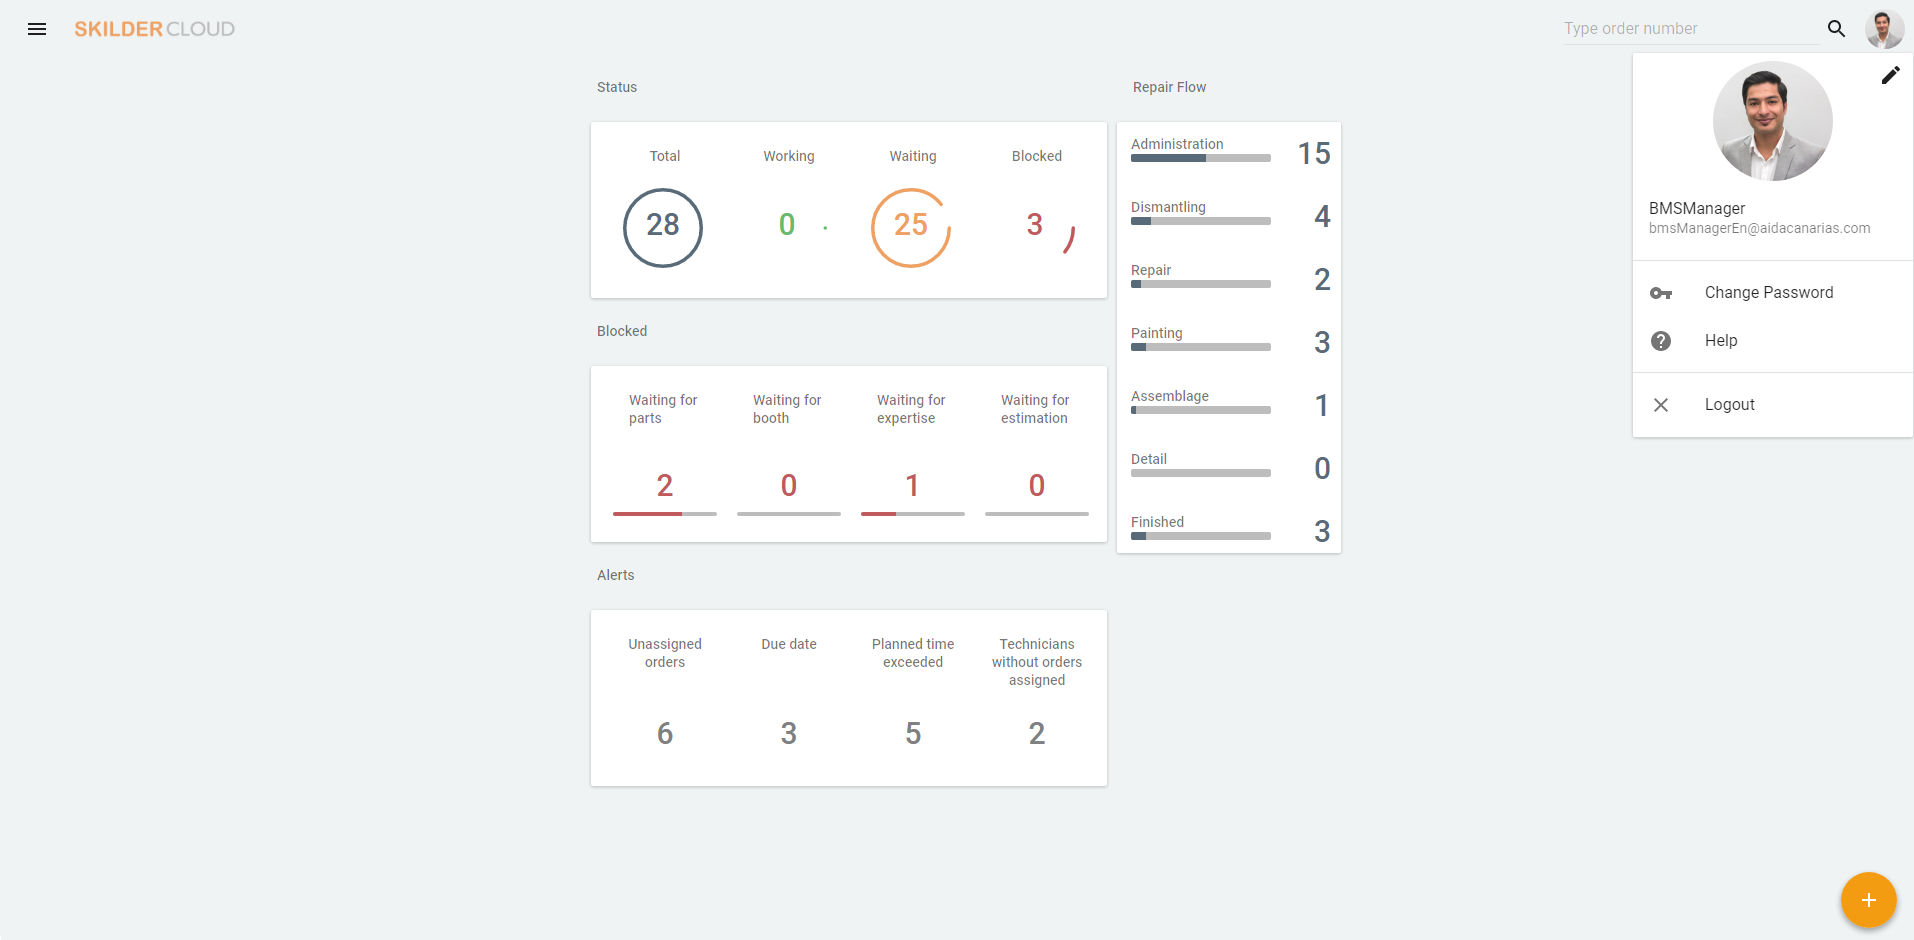 SKILDERCLOUD
Type order number
Status
Total
Working
Waiting
Blocked
28
0
25
3
Blocked
Waiting for
parts
Waiting for
booth
Waiting for
expertise
Waiting for
estimation
2
0
1
0
Alerts
Unassigned
orders
Due date
Planned time
exceeded
Technicians
without orders
assigned
6
3
5
2
Repair Flow
Administration
15
Dismantling
4
Repair
2
Painting
3
Assemblage
1
Detail
0
Finished
3
BMSManager
bmsManagerEn@aidacanarias.com
Change Password
Help
Logout